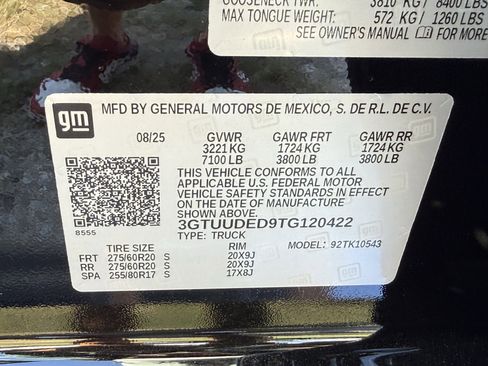 GOOSENECK TWR: 3810 KG / 8400 LBS
MAX TONGUE WEIGHT: 572 KG / 1260 LBS
SEE OWNER'S MANUAL FOR MORE
gm
MFD BY GENERAL MOTORS DE MEXICO, S. DE R.L. DE C.V.
08/25 GVWR GAWR FRT GAWR RR
3221 KG 1724 KG 1724 KG
7100 LB 3800 LB 3800 LB
THIS VEHICLE CONFORMS TO ALL
APPLICABLE U.S. FEDERAL MOTOR
VEHICLE SAFETY STANDARDS IN EFFECT
ON THE DATE OF MANUFACTURE
SHOWN ABOVE.
8555
3GTUUDED9TG120422
TYPE: TRUCK MODEL: 92TK10543
TIRE SIZE RIM
FRT 275/60R20 S 20X9J
RR 275/60R20 S 20X9J
SPA 255/80R17 S 17X8J